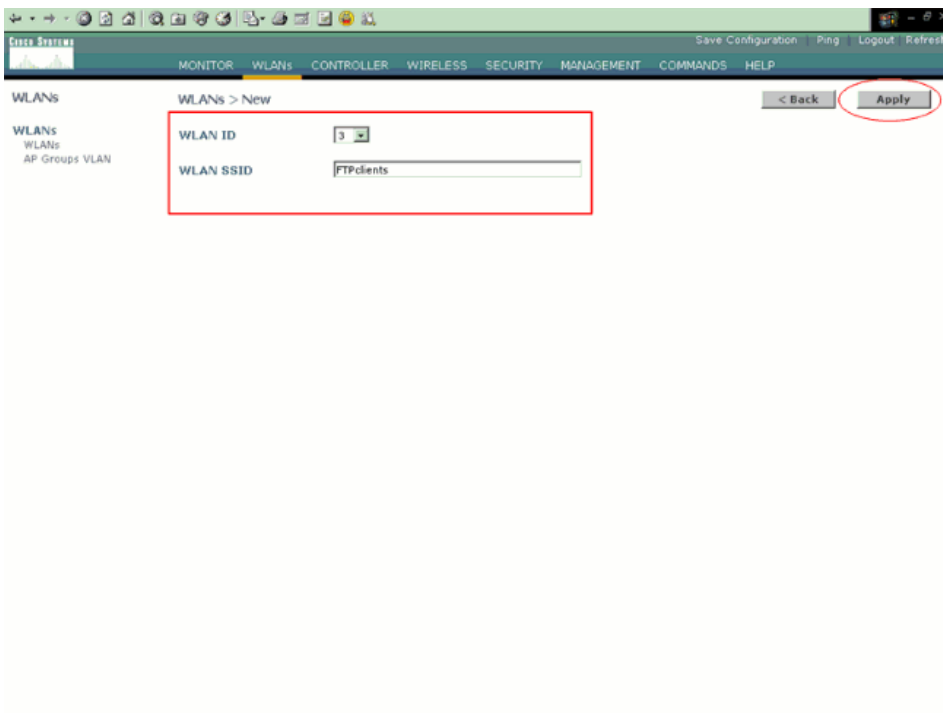 Save Configuration | Ping | Logout | Refresh
CISCO SYSTEMS
MONITOR WLANs CONTROLLER WIRELESS SECURITY MANAGEMENT COMMANDS HELP
WLANs
WLANs > New
< Back
Apply
WLANs
WLANs
AP Groups VLAN
WLAN ID
3
WLAN SSID
FTPclients